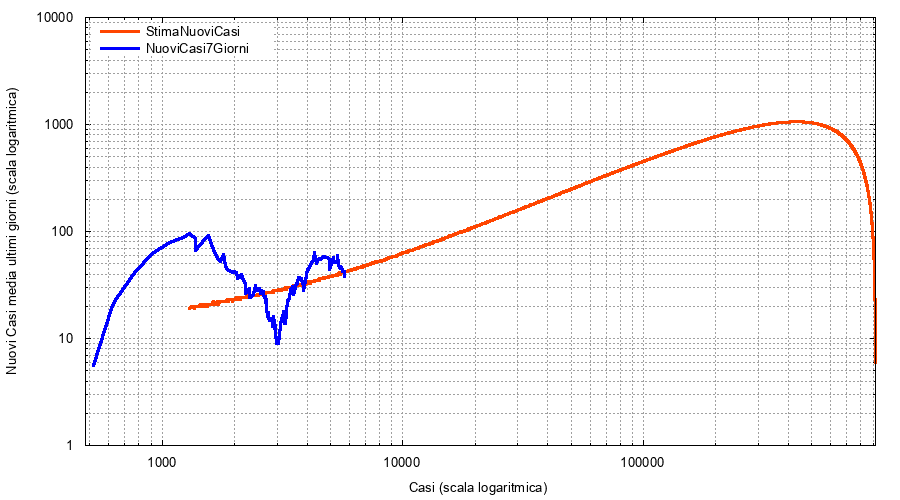 10000
StimaNuoviCasi
NuoviCasi7Giorni
1000
100
10
1
Nuovi Casi media ultimi giorni (scala logaritmica)
1000
10000
100000
Casi (scala logaritmica)